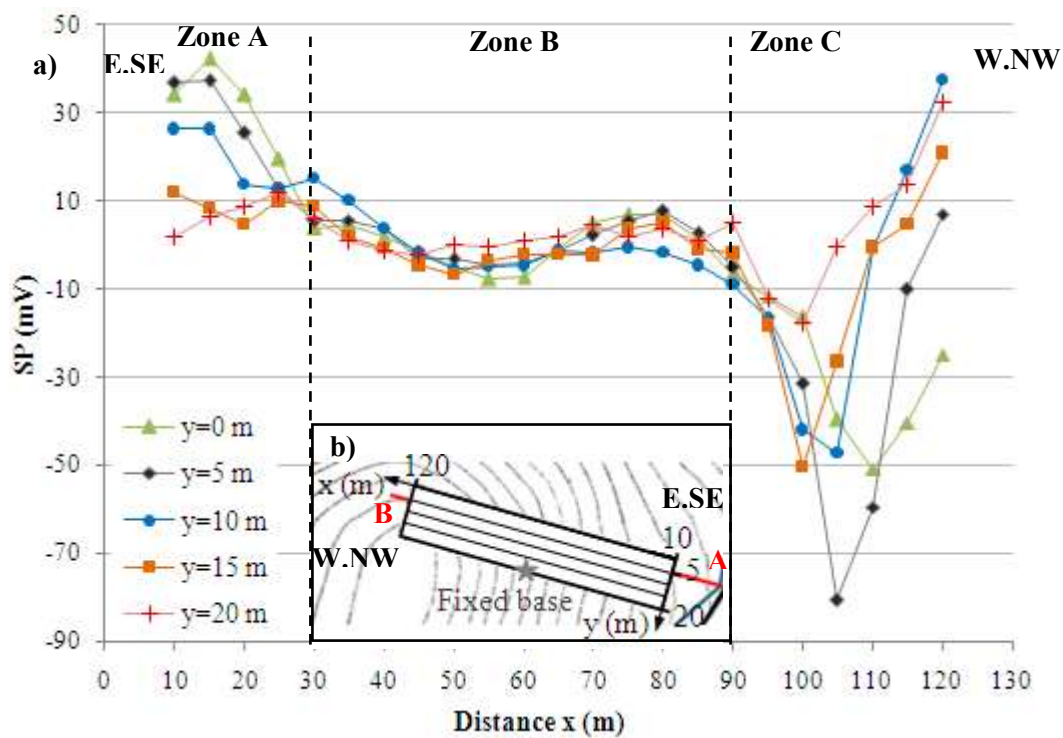 a)
E.SE
Zone A
Zone B
Zone C
W.NW
SP (mV)
50
30
10
-10
-30
-50
-70
-90
y=0 m
y=5 m
y=10 m
y=15 m
y=20 m
b)
120
x (m)
B
E.SE
10
A
5
W.NW
Fixed base
y (m)
20
0 10 20 30 40 50 60 70 80 90 100 110 120 130
Distance x (m)